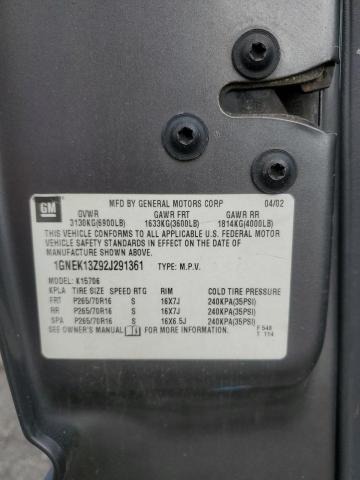 GM
MFD BY GENERAL MOTORS CORP 04/02
GVWR GAWR FRT GAWR RR
3130KG(6900LB) 1633KG(3600LB) 1814KG(4000LB)
THIS VEHICLE CONFORMS TO ALL APPLICABLE U.S. FEDERAL MOTOR
VEHICLE SAFETY STANDARDS IN EFFECT ON THE DATE OF
MANUFACTURE SHOWN ABOVE.
1GNEK13Z92J291361 TYPE: M.P.V.
MODEL: K15706
KPLA TIRE SIZE SPEED RTG RIM COLD TIRE PRESSURE
FRT P265/70R16 S 16X7J 240KPA(35PSI)
RR P265/70R16 S 16X7J 240KPA(35PSI)
SPA P265/70R16 S 16X6.5J 240KPA(35PSI)
SEE OWNER'S MANUAL FOR MORE INFORMATION. F 548
T 114